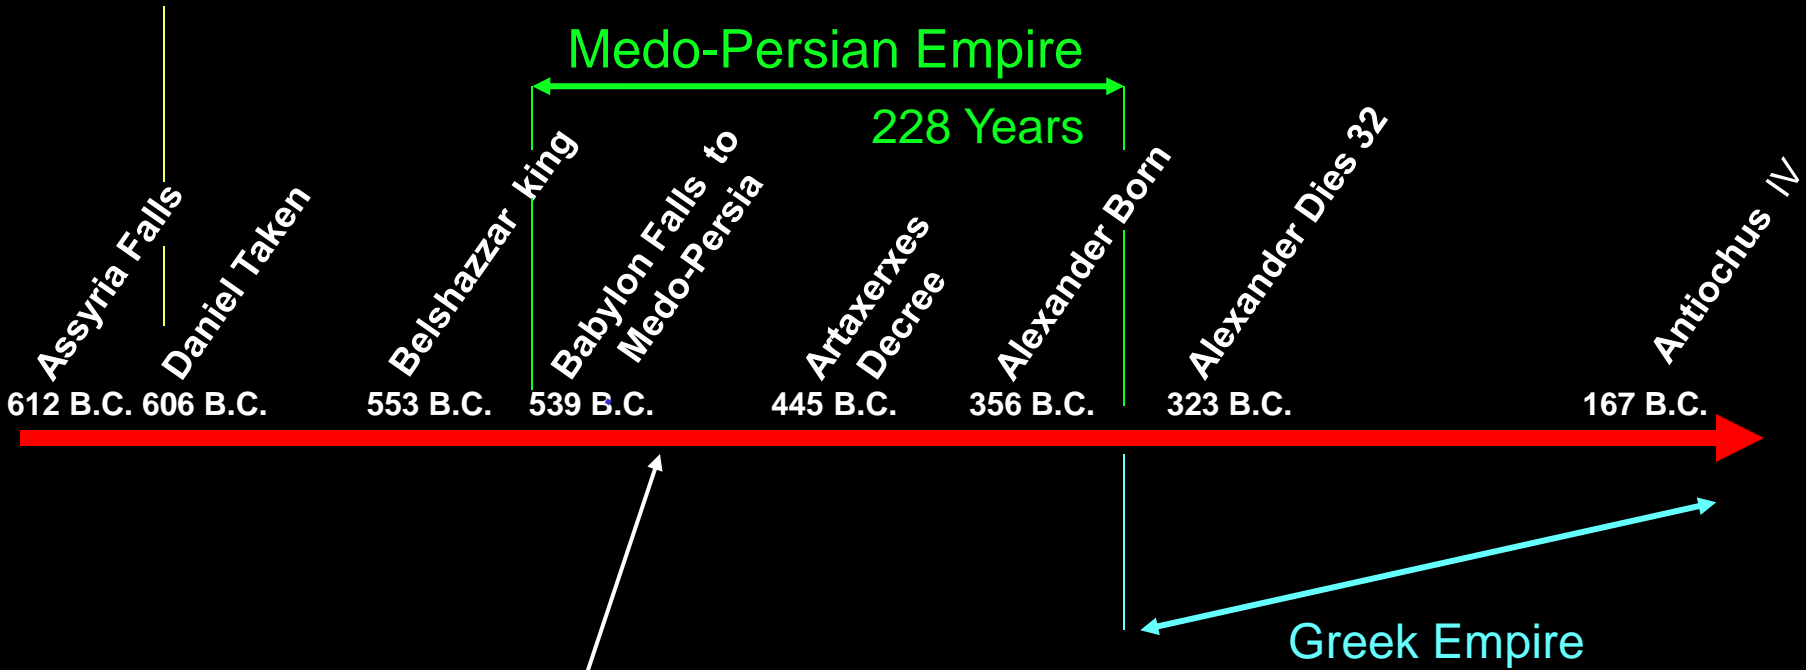 Medo-Persian Empire
228 Years
Assyria Falls
Daniel Taken
Belshazzar king
Babylon Falls to
Medo-Persia
Artaxerxes
Decree
Alexander Born
Alexander Dies 32
Antiochus IV
612 B.C. 606 B.C. 553 B.C. 539 B.C. 445 B.C. 356 B.C. 323 B.C. 167 B.C.
Greek Empire